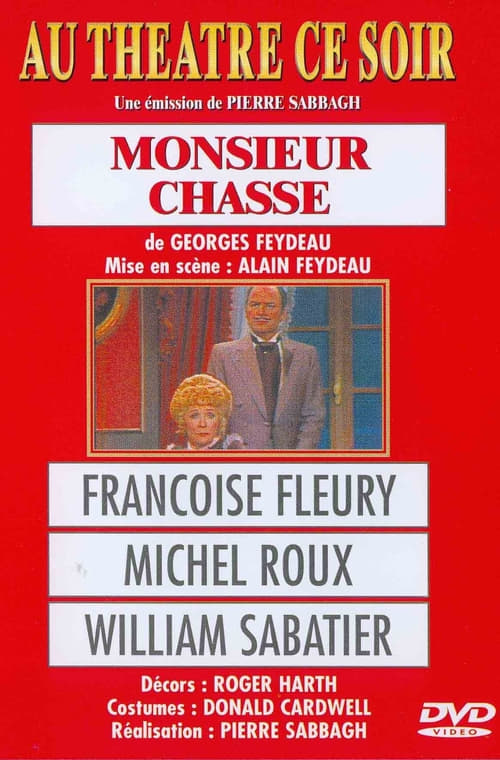 AU THEATRE CE SOIR
Une émission de PIERRE SABBAGH
MONSIEUR
CHASSE
de GEORGES FEYDEAU
Mise en scène : ALAIN FEYDEAU
FRANCOISE FLEURY
MICHEL ROUX
WILLIAM SABATIER
Décors : ROGER HARTH
Costumes : DONALD CARDWELL
Réalisation : PIERRE SABBAGH
DVD
VIDEO